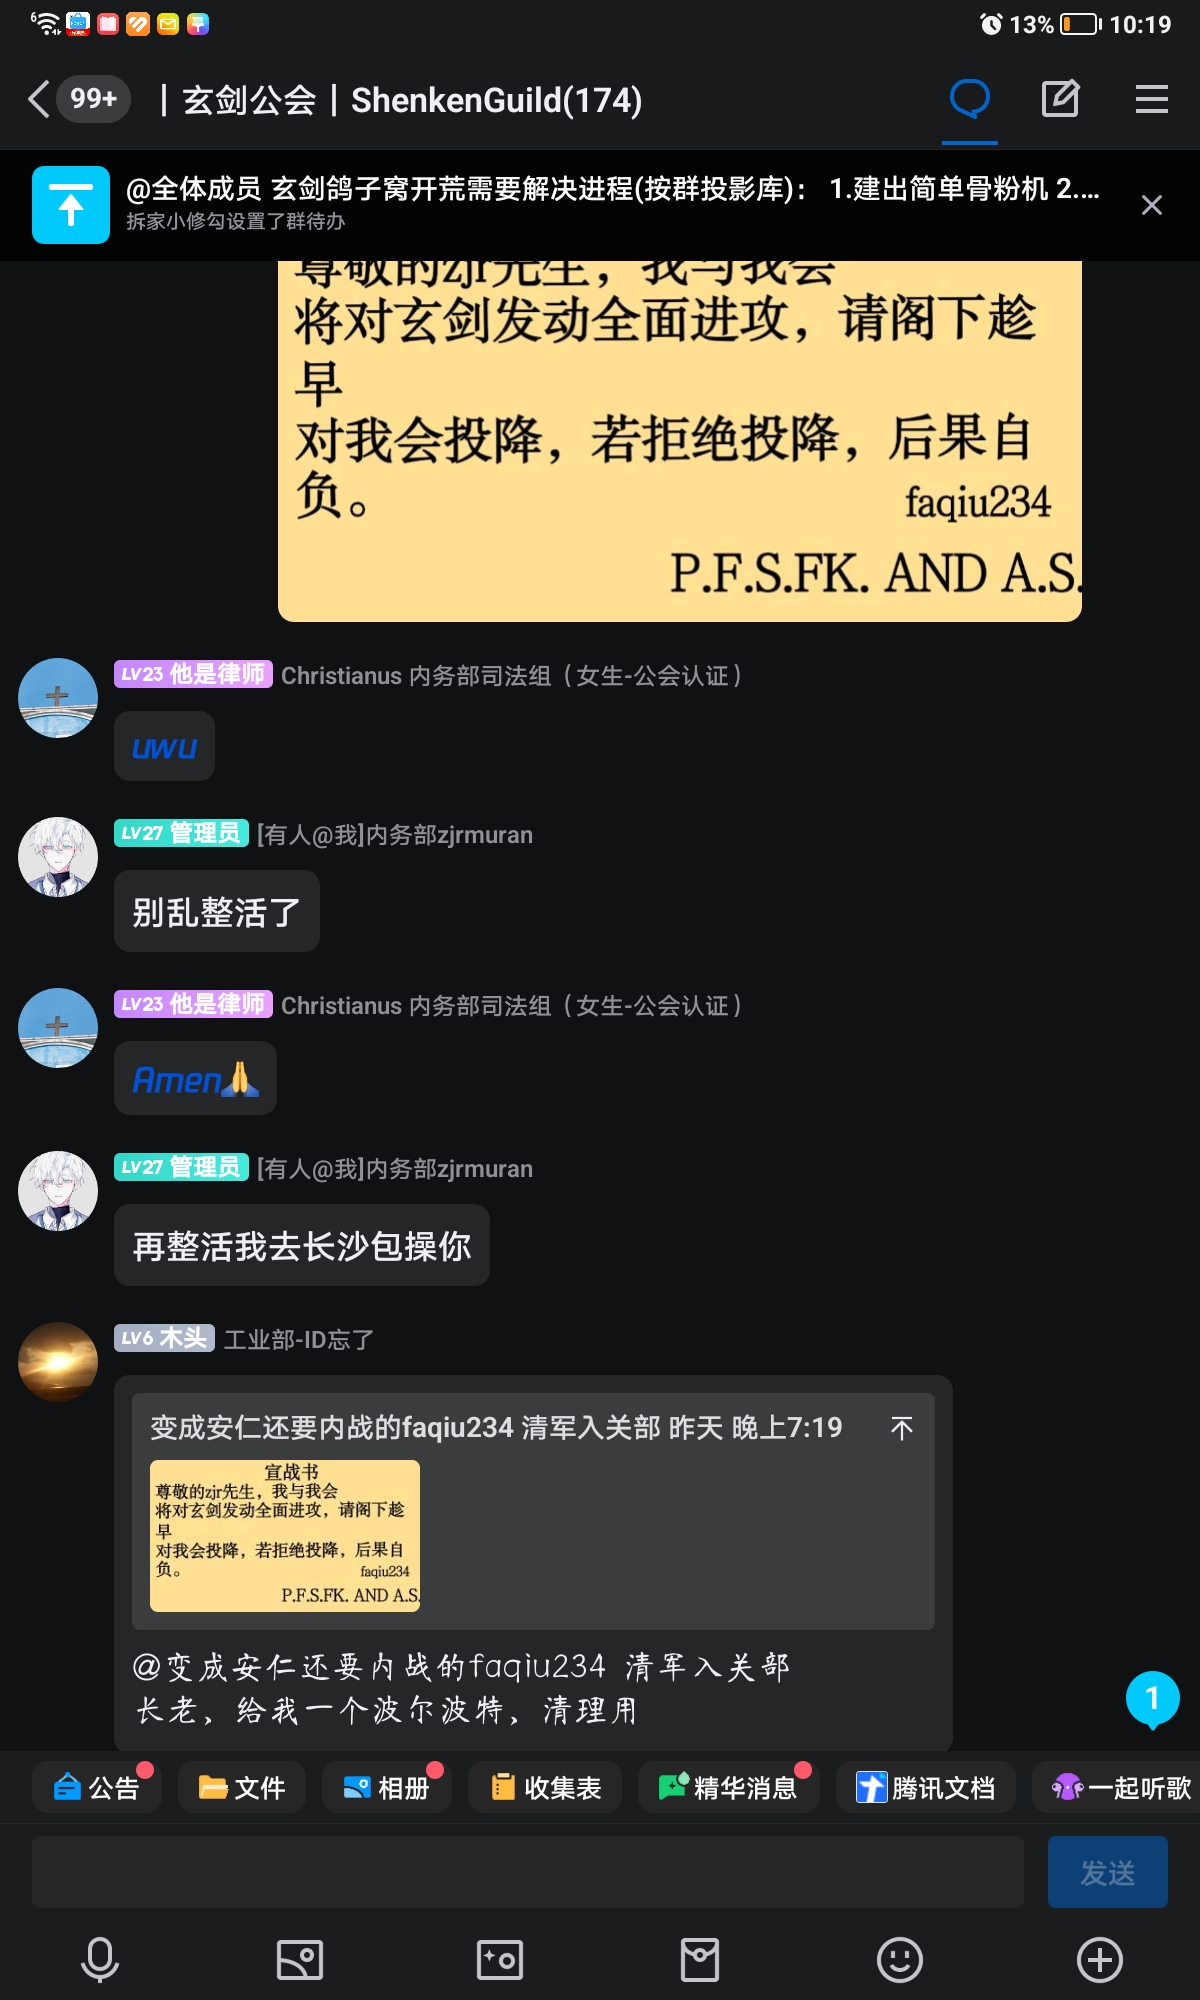 6
13%
10:19
99+
｜玄剑公会｜ShenkenGuild(174)
@全体成员 玄剑鸽子窝开荒需要解决进程(按群投影库)： 1.建出简单骨粉机 2....
拆家小修勾设置了群待办
尊敬的zjr先生，我与我会
将对玄剑发动全面进攻，请阁下趁
早
对我会投降，若拒绝投降，后果自
负。
faqiu234
P.F.S.FK. AND A.S.
LV23 他是律师 Christianus 内务部司法组（女生-公会认证）
uwu
LV27 管理员 [有人@我]内务部zjrmuran
别乱整活了
LV23 他是律师 Christianus 内务部司法组（女生-公会认证）
Amen🙏
LV27 管理员 [有人@我]内务部zjrmuran
再整活我去长沙包操你
LV6 木头 工业部-ID忘了
变成安仁还要内战的faqiu234 清军入关部 昨天 晚上7:19
宣战书
尊敬的zjr先生，我与我会
将对玄剑发动全面进攻，请阁下趁
早
对我会投降，若拒绝投降，后果自
负。
faqiu234
P.F.S.FK. AND A.S.
@变成安仁还要内战的faqiu234 清军入关部
长老，给我一个波尔波特，清理用
1
公告 文件 相册 收集表 精华消息 腾讯文档 一起听歌
发送